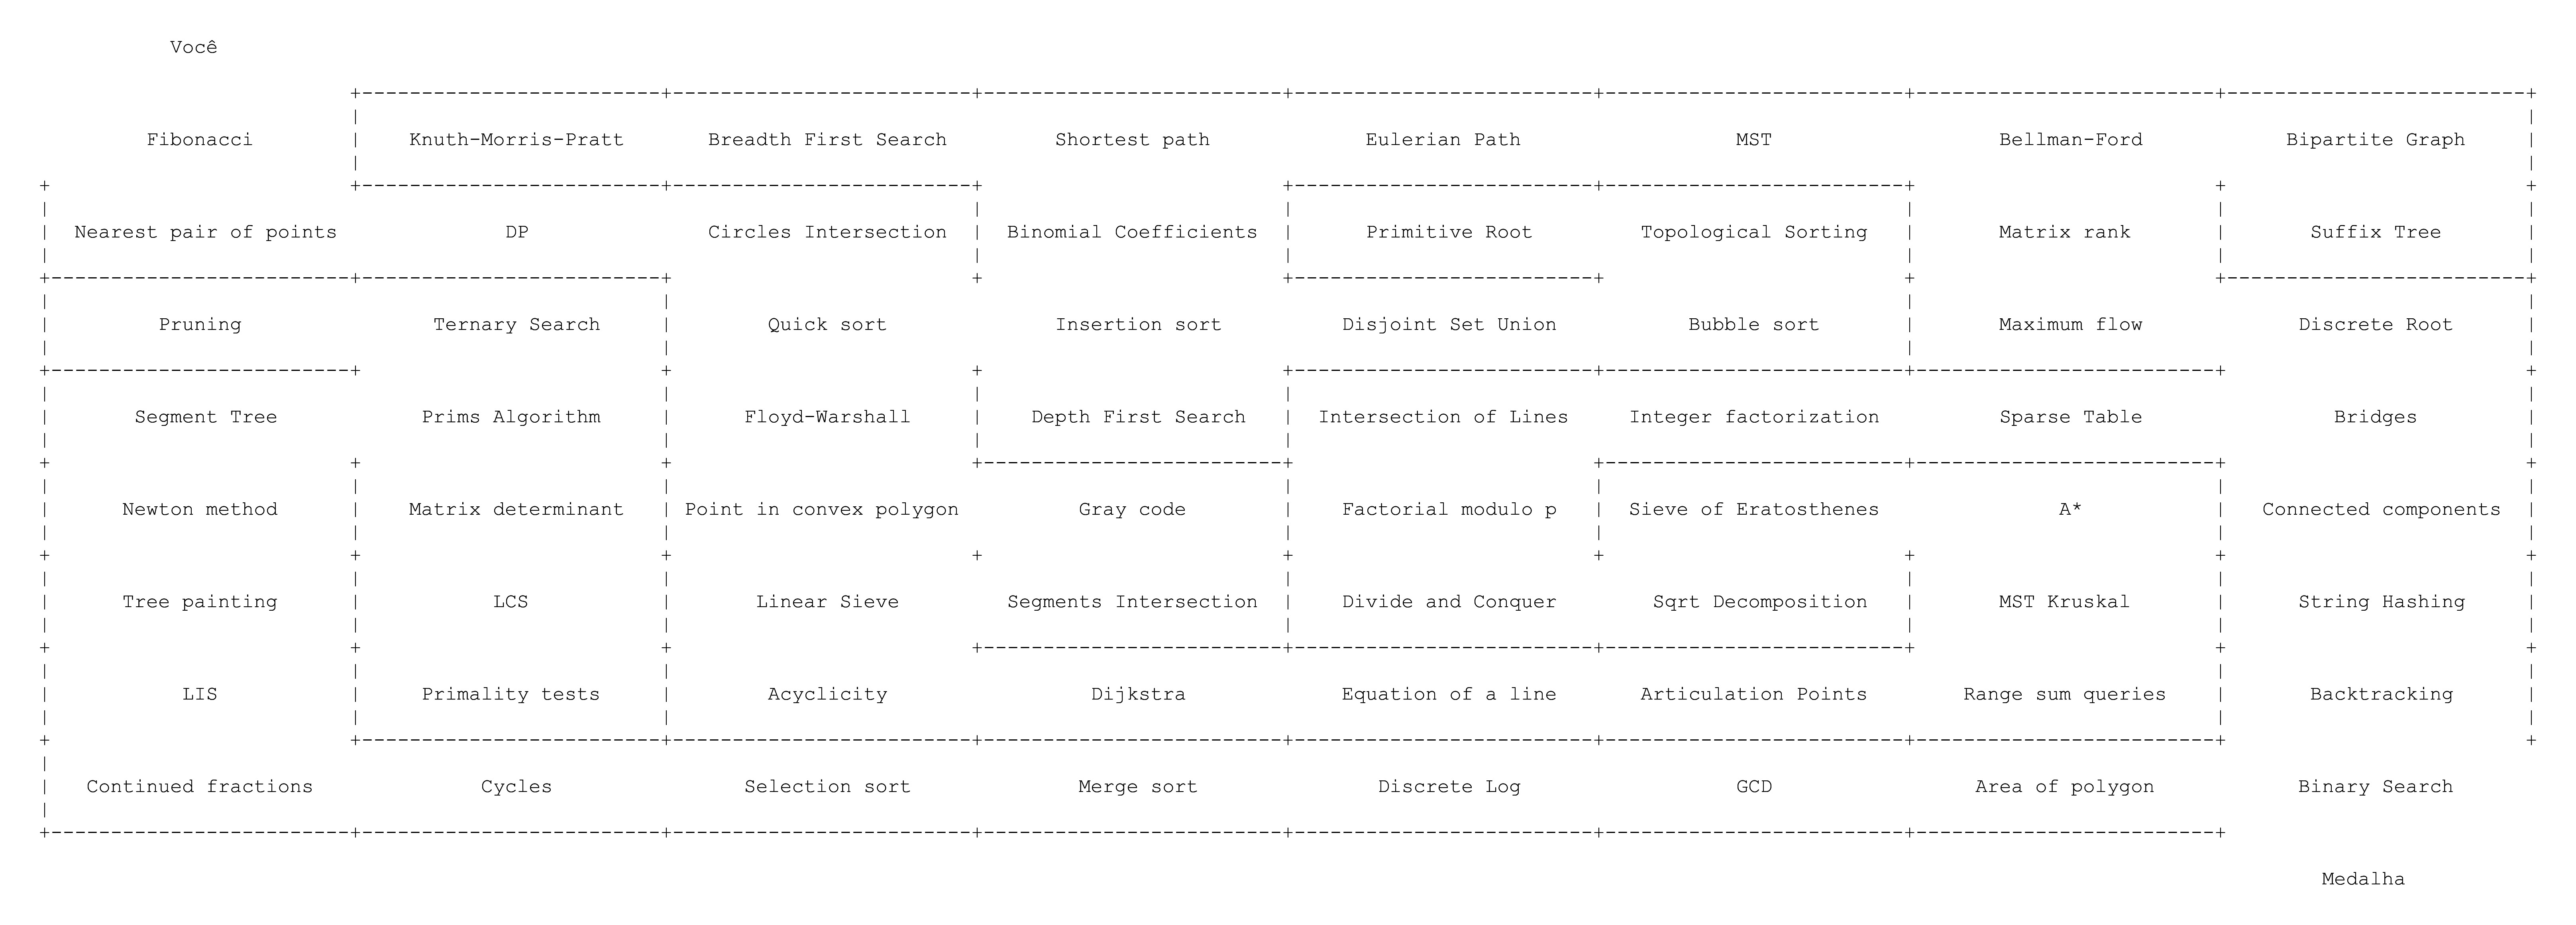 Você
Fibonacci Knuth-Morris-Pratt Breadth First Search Shortest path Eulerian Path MST Bellman-Ford Bipartite Graph
Nearest pair of points DP Circles Intersection Binomial Coefficients Primitive Root Topological Sorting Matrix rank Suffix Tree
Pruning Ternary Search Quick sort Insertion sort Disjoint Set Union Bubble sort Maximum flow Discrete Root
Segment Tree Prims Algorithm Floyd-Warshall Depth First Search Intersection of Lines Integer factorization Sparse Table Bridges
Newton method Matrix determinant Point in convex polygon Gray code Factorial modulo p Sieve of Eratosthenes A* Connected components
Tree painting LCS Linear Sieve Segments Intersection Divide and Conquer Sqrt Decomposition MST Kruskal String Hashing
LIS Primality tests Acyclicity Dijkstra Equation of a line Articulation Points Range sum queries Backtracking
Continued fractions Cycles Selection sort Merge sort Discrete Log GCD Area of polygon Binary Search
Medalha